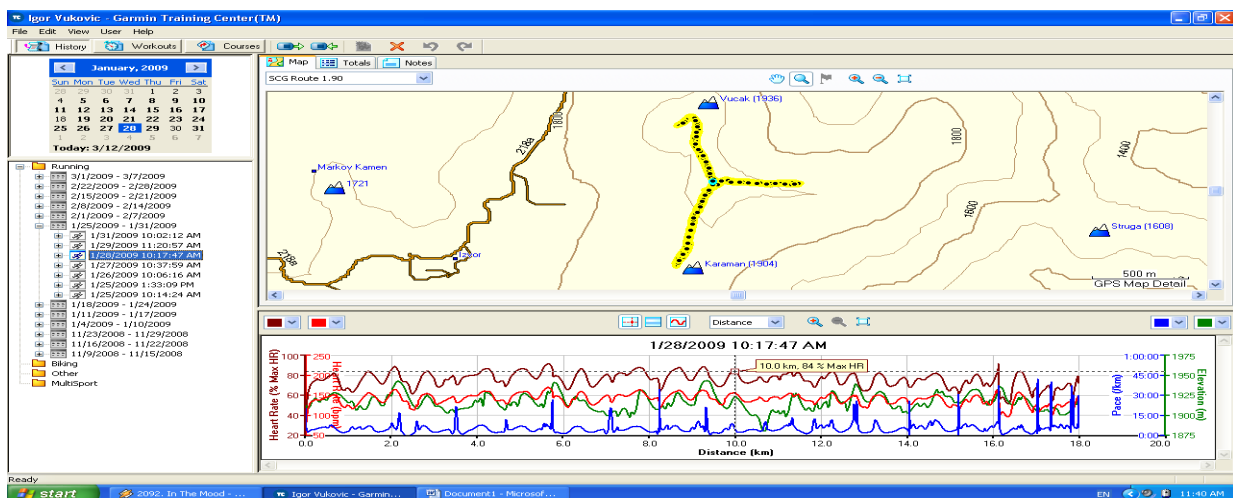 Igor Vukovic - Garmin Training Center(TM)
File Edit View User Help
History Workouts Courses
January, 2009
Sun Mon Tue Wed Thu Fri Sat
28 29 30 31 1 2 3
4 5 6 7 8 9 10
11 12 13 14 15 16 17
18 19 20 21 22 23 24
25 26 27 28 29 30 31
1 2 3 4 5 6 7
Today: 3/12/2009
Running
3/1/2009 - 3/7/2009
2/22/2009 - 2/28/2009
2/15/2009 - 2/21/2009
2/8/2009 - 2/14/2009
2/1/2009 - 2/7/2009
1/25/2009 - 1/31/2009
1/31/2009 10:02:12 AM
1/29/2009 11:20:57 AM
1/28/2009 10:17:47 AM
1/27/2009 10:37:59 AM
1/26/2009 10:06:16 AM
1/25/2009 1:33:09 PM
1/25/2009 10:14:24 AM
1/18/2009 - 1/24/2009
1/11/2009 - 1/17/2009
1/4/2009 - 1/10/2009
11/23/2008 - 11/29/2008
11/16/2008 - 11/22/2008
11/9/2008 - 11/15/2008
Biking
Other
MultiSport
Map Totals Notes
SCG Route 1.90
Vucak (1936)
1800
218a
1800
1400
Markov Kamen
1721
1600
Struga (1608)
218a
Izvor
Karaman (1904)
500 m
GPS Map Detail
Distance
1/28/2009 10:17:47 AM
10.0 km, 84 % Max HR
Heart Rate (% Max HR)
100
80
60
40
20
Heart Rate (bpm)
250
200
150
100
50
Pace (/km)
1:00:00
45:00
30:00
15:00
0:00
Elevation (m)
1975
1950
1925
1900
1875
0.0 2.0 4.0 6.0 8.0 10.0 12.0 14.0 16.0 18.0 20.0
Distance (km)
Ready
start
2092. In The Mood - ...
Igor Vukovic - Garmin...
Document1 - Microsof...
EN
11:40 AM